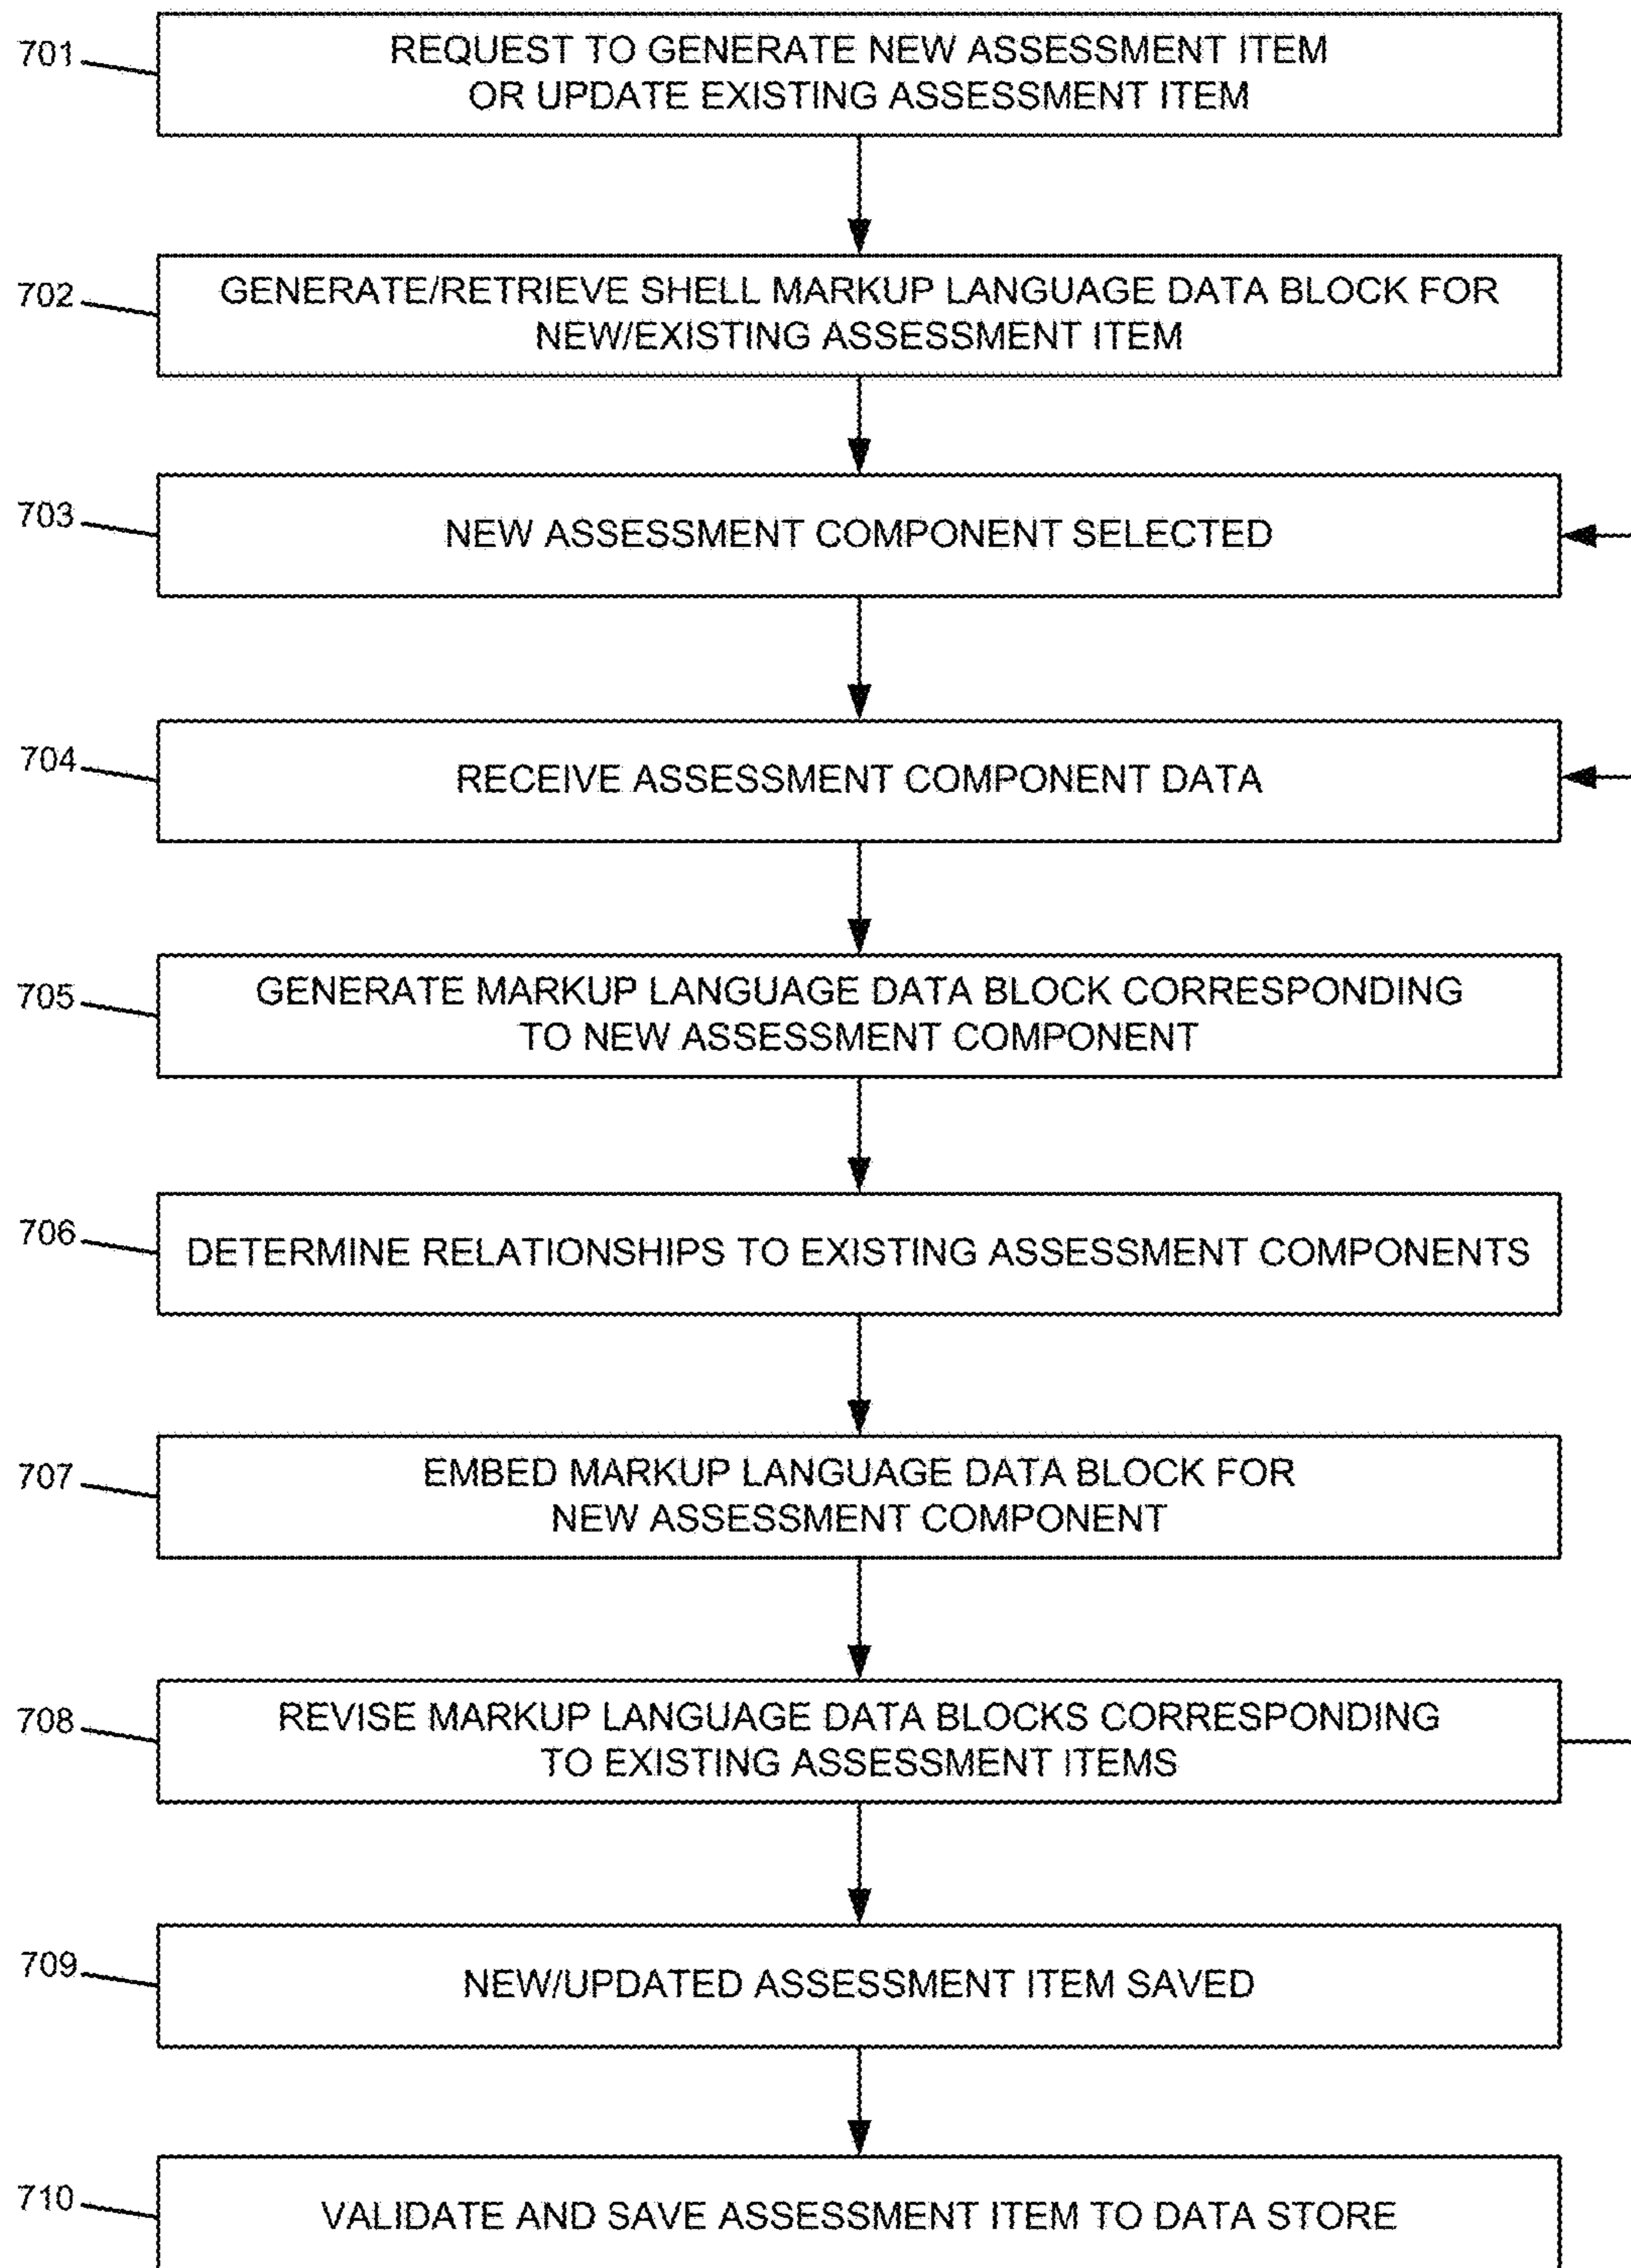 701
REQUEST TO GENERATE NEW ASSESSMENT ITEM
OR UPDATE EXISTING ASSESSMENT ITEM
702
GENERATE/RETRIEVE SHELL MARKUP LANGUAGE DATA BLOCK FOR
NEW/EXISTING ASSESSMENT ITEM
703
NEW ASSESSMENT COMPONENT SELECTED
704
RECEIVE ASSESSMENT COMPONENT DATA
705
GENERATE MARKUP LANGUAGE DATA BLOCK CORRESPONDING
TO NEW ASSESSMENT COMPONENT
706
DETERMINE RELATIONSHIPS TO EXISTING ASSESSMENT COMPONENTS
707
EMBED MARKUP LANGUAGE DATA BLOCK FOR
NEW ASSESSMENT COMPONENT
708
REVISE MARKUP LANGUAGE DATA BLOCKS CORRESPONDING
TO EXISTING ASSESSMENT ITEMS
709
NEW/UPDATED ASSESSMENT ITEM SAVED
710
VALIDATE AND SAVE ASSESSMENT ITEM TO DATA STORE